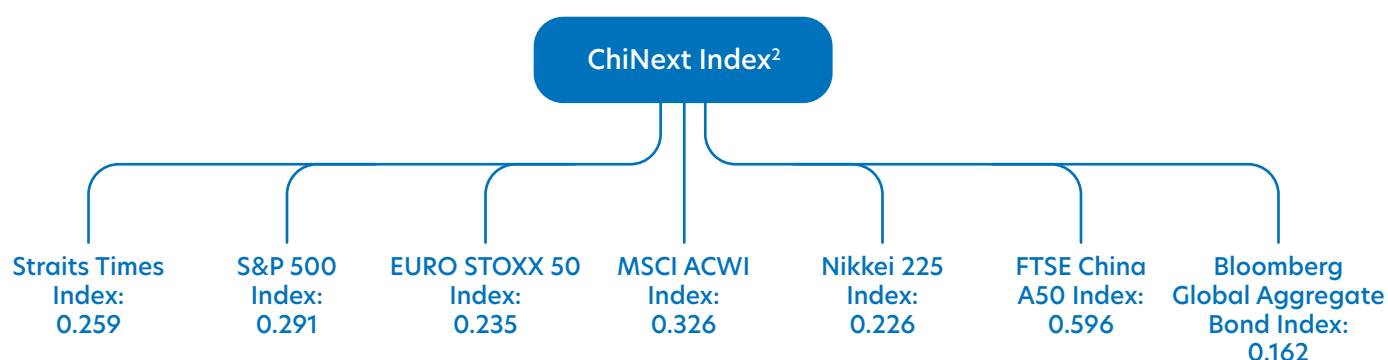 ChiNext Index²
Straits Times
Index:
0.259
S&P 500
Index:
0.291
EURO STOXX 50
Index:
0.235
MSCI ACWI
Index:
0.326
Nikkei 225
Index:
0.226
FTSE China
A50 Index:
0.596
Bloomberg
Global Aggregate
Bond Index:
0.162